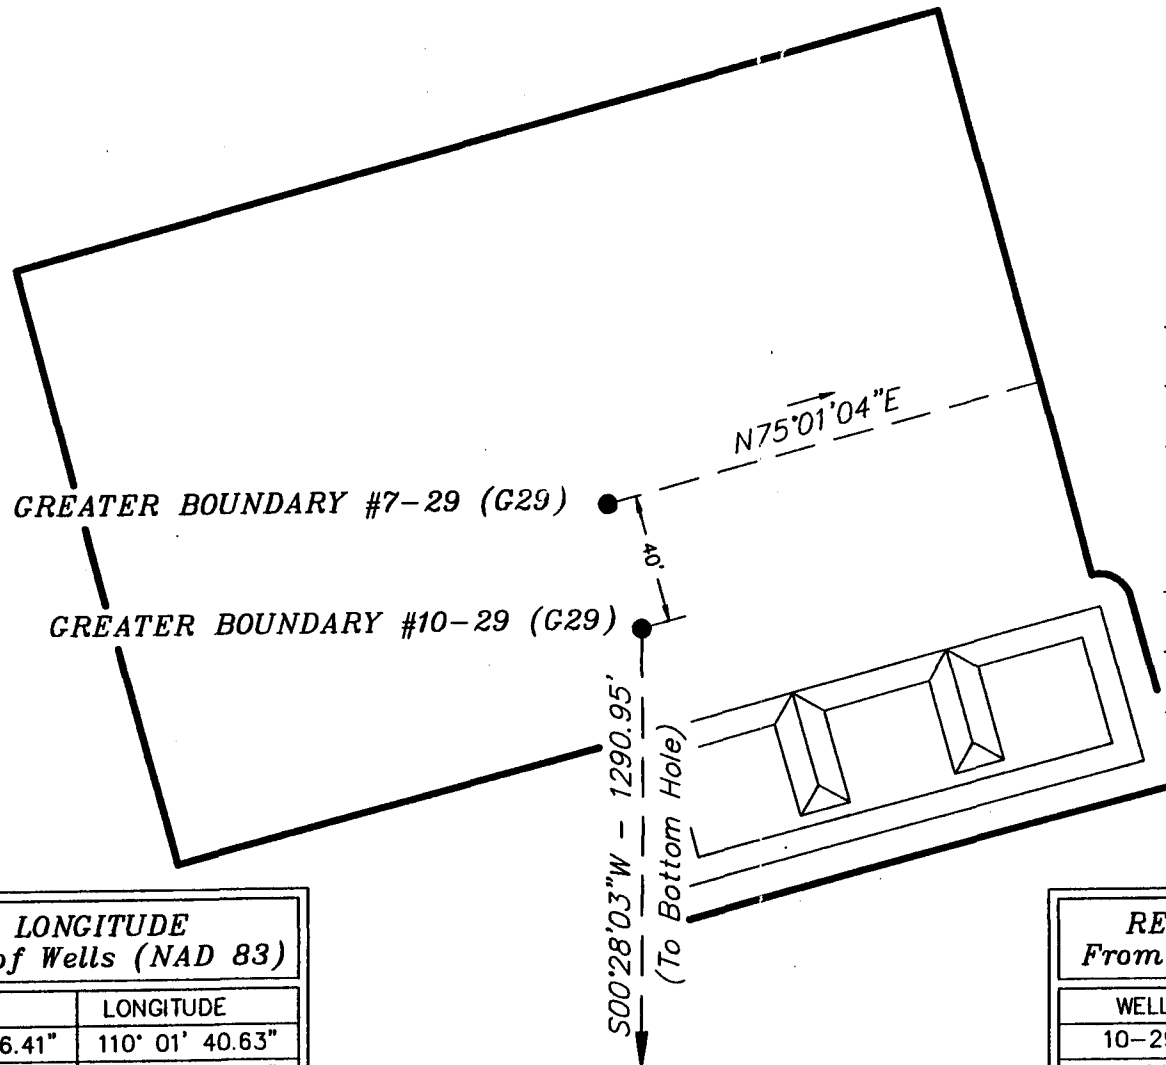 N75°01'04"E
GREATER BOUNDARY #7-29 (G29)
40'
GREATER BOUNDARY #10-29 (G29)
S00°28'03"W - 1290.95'
(To Bottom Hole)
LONGITUDE
of Wells (NAD 83)
LONGITUDE
6.41" 110° 01' 40.63"
RE
From
WELL
10-29